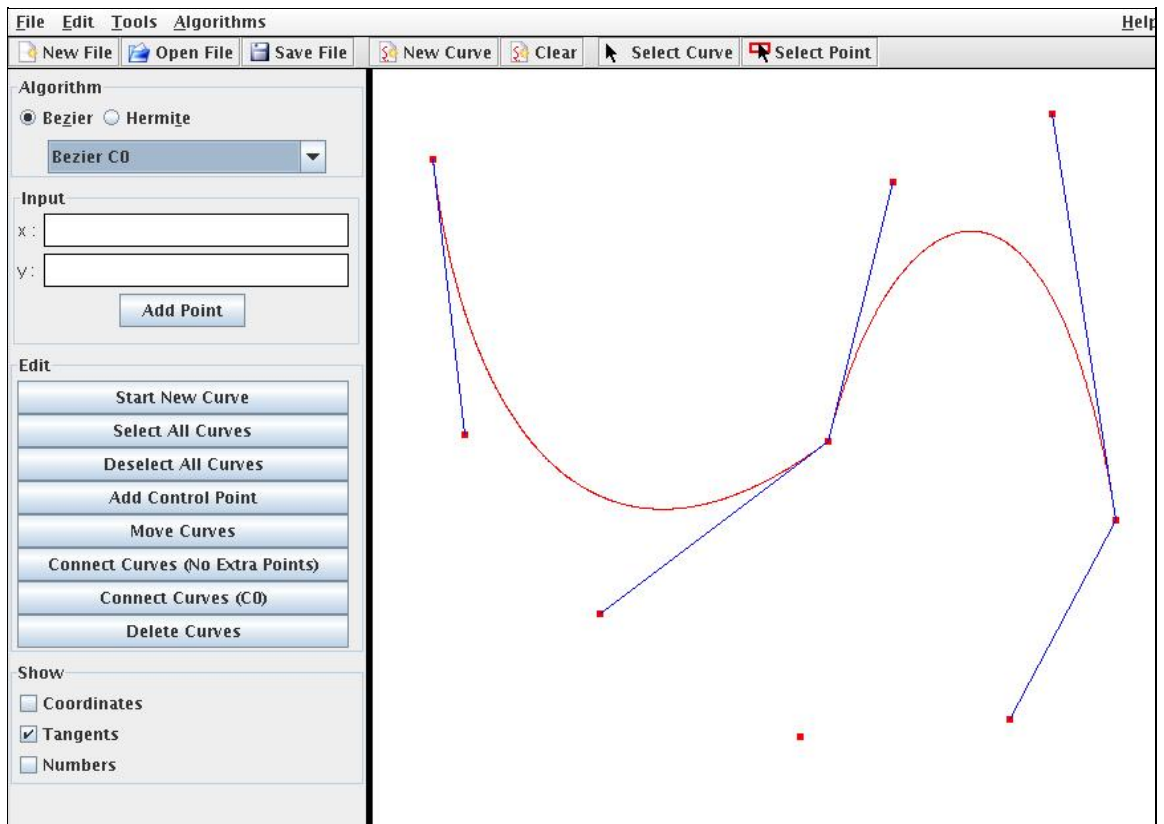 File Edit Tools Algorithms Help
New File Open File Save File New Curve Clear Select Curve Select Point
Algorithm
Bezier Hermite
Bezier C0
Input
x :
y :
Add Point
Edit
Start New Curve
Select All Curves
Deselect All Curves
Add Control Point
Move Curves
Connect Curves (No Extra Points)
Connect Curves (C0)
Delete Curves
Show
Coordinates
Tangents
Numbers